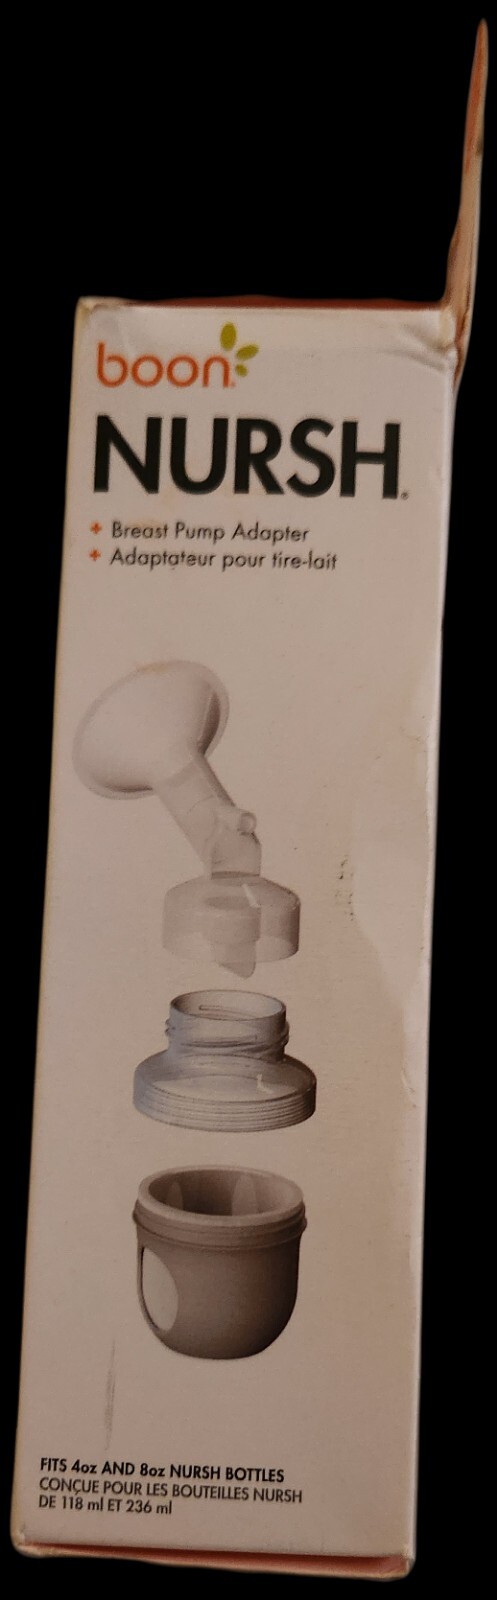 boon.
NURSH.
+ Breast Pump Adapter
+ Adaptateur pour tire-lait
FITS 4oz AND 8oz NURSH BOTTLES
CONÇUE POUR LES BOUTEILLES NURSH
DE 118 ml ET 236 ml